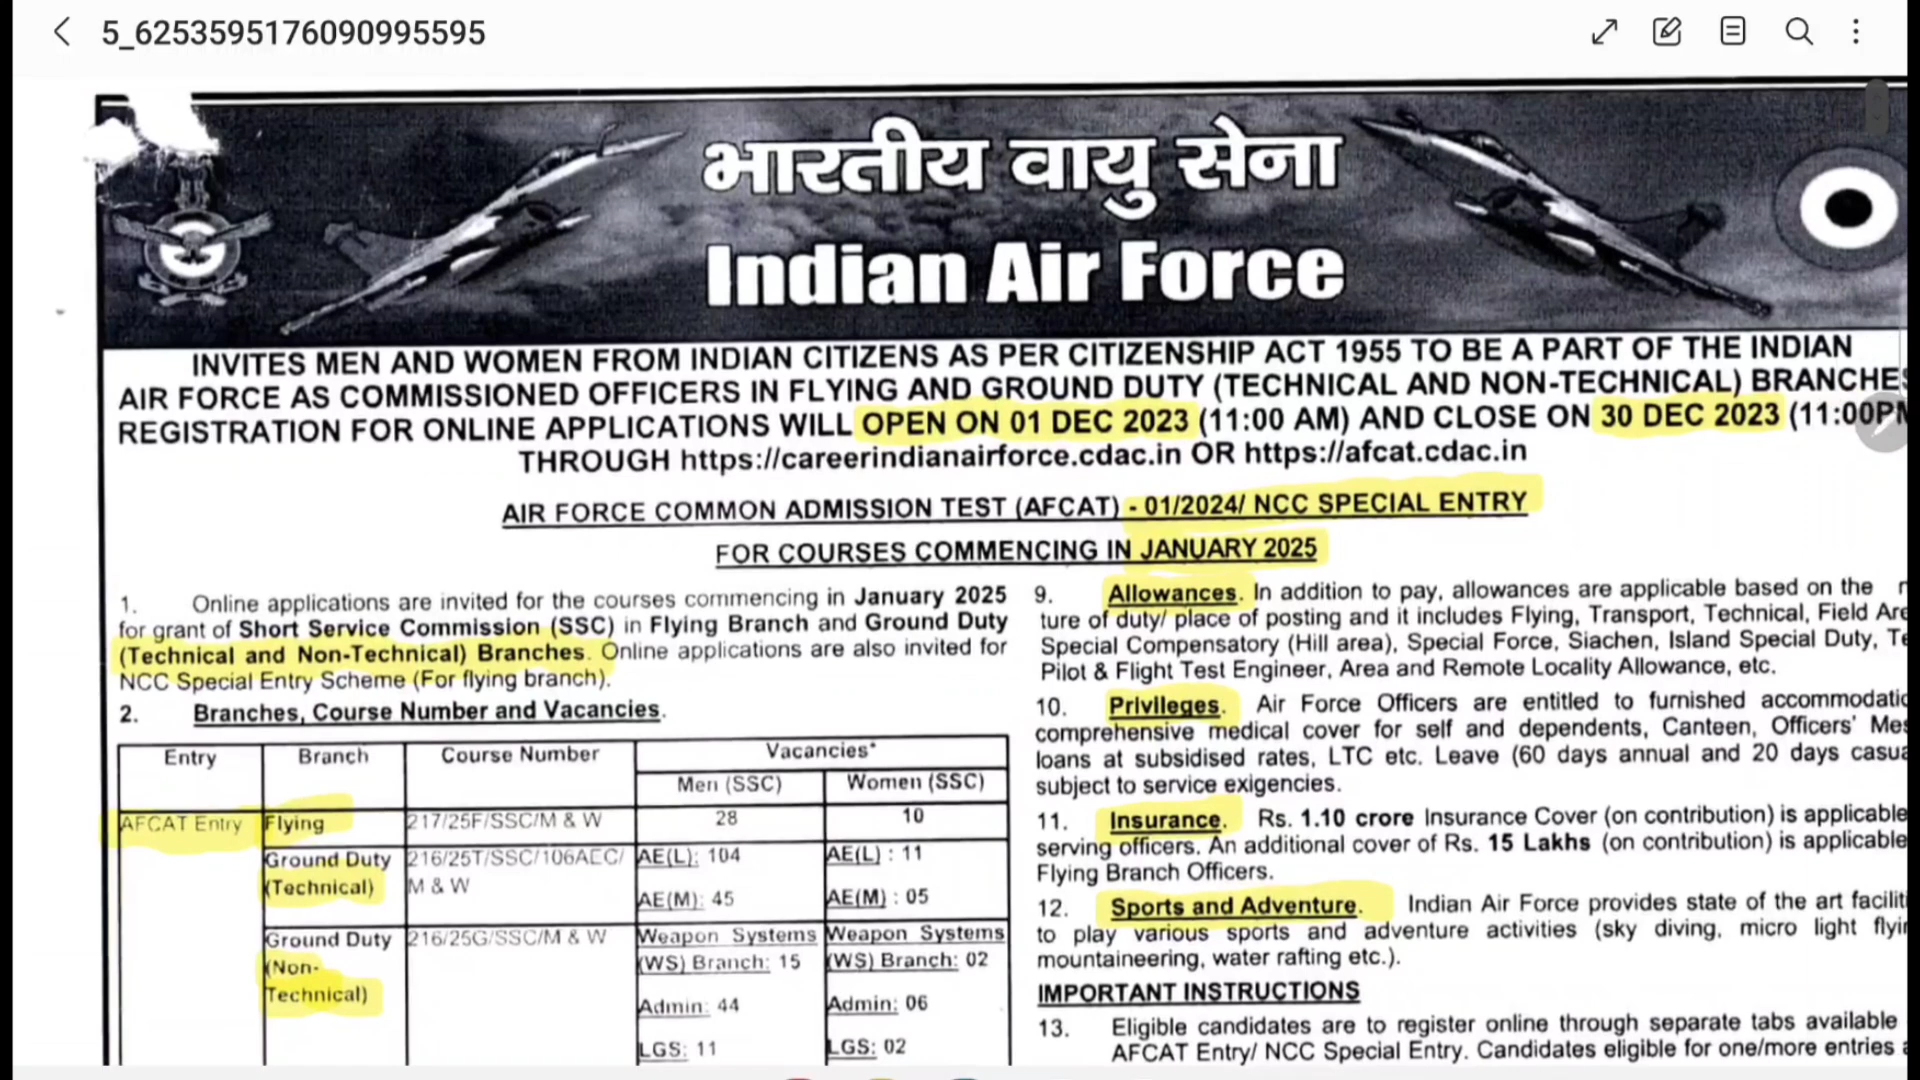 5_6253595176090995595
भारतीय वायु सेना
Indian Air Force
INVITES MEN AND WOMEN FROM INDIAN CITIZENS AS PER CITIZENSHIP ACT 1955 TO BE A PART OF THE INDIAN
AIR FORCE AS COMMISSIONED OFFICERS IN FLYING AND GROUND DUTY (TECHNICAL AND NON-TECHNICAL) BRANCHES
REGISTRATION FOR ONLINE APPLICATIONS WILL OPEN ON 01 DEC 2023 (11:00 AM) AND CLOSE ON 30 DEC 2023 (11:00PM
THROUGH https://careerindianairforce.cdac.in OR https://afcat.cdac.in
AIR FORCE COMMON ADMISSION TEST (AFCAT) - 01/2024/ NCC SPECIAL ENTRY
FOR COURSES COMMENCING IN JANUARY 2025
1. Online applications are invited for the courses commencing in January 2025
for grant of Short Service Commission (SSC) in Flying Branch and Ground Duty
(Technical and Non-Technical) Branches. Online applications are also invited for
NCC Special Entry Scheme (For flying branch).
2. Branches, Course Number and Vacancies.
Entry Branch Course Number Vacancies*
Men (SSC) Women (SSC)
AFCAT Entry Flying 217/25F/SSC/M & W 28 10
Ground Duty 216/25T/SSC/106AEC/ AE(L): 104 AE(L) : 11
(Technical) M & W
AE(M): 45 AE(M) : 05
Ground Duty 216/25G/SSC/M & W Weapon Systems Weapon Systems
(Non- (WS) Branch: 15 (WS) Branch: 02
Technical)
Admin: 44 Admin: 06
LGS: 11 LGS: 02
9. Allowances. In addition to pay, allowances are applicable based on the
ture of duty/ place of posting and it includes Flying, Transport, Technical, Field Are
Special Compensatory (Hill area), Special Force, Siachen, Island Special Duty, Te
Pilot & Flight Test Engineer, Area and Remote Locality Allowance, etc.
10. Privileges. Air Force Officers are entitled to furnished accommodatio
comprehensive medical cover for self and dependents, Canteen, Officers' Mes
loans at subsidised rates, LTC etc. Leave (60 days annual and 20 days casua
subject to service exigencies.
11. Insurance. Rs. 1.10 crore Insurance Cover (on contribution) is applicable
serving officers. An additional cover of Rs. 15 Lakhs (on contribution) is applicable
Flying Branch Officers.
12. Sports and Adventure. Indian Air Force provides state of the art faciliti
to play various sports and adventure activities (sky diving, micro light flyi
mountaineering, water rafting etc.).
IMPORTANT INSTRUCTIONS
13. Eligible candidates are to register online through separate tabs available
AFCAT Entry/ NCC Special Entry. Candidates eligible for one/more entries